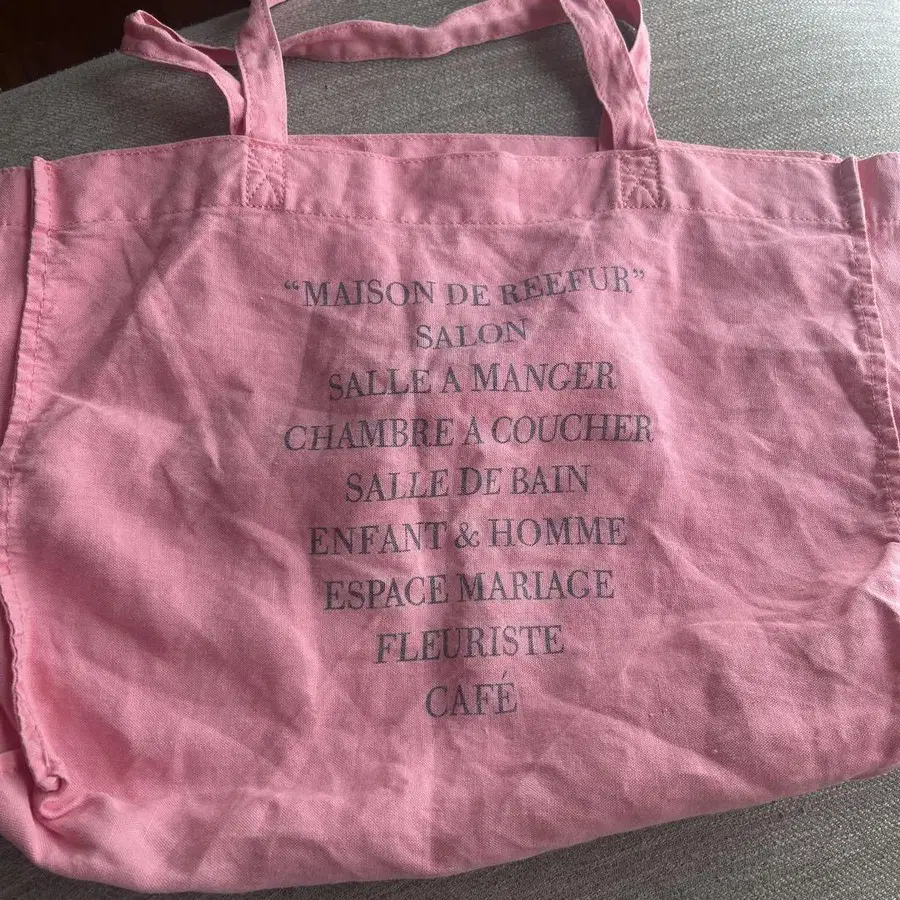 “MAISON DE REEFUR”
SALON
SALLE A MANGER
CHAMBRE A COUCHER
SALLE DE BAIN
ENFANT & HOMME
ESPACE MARIAGE
FLEURISTE
CAFÉ